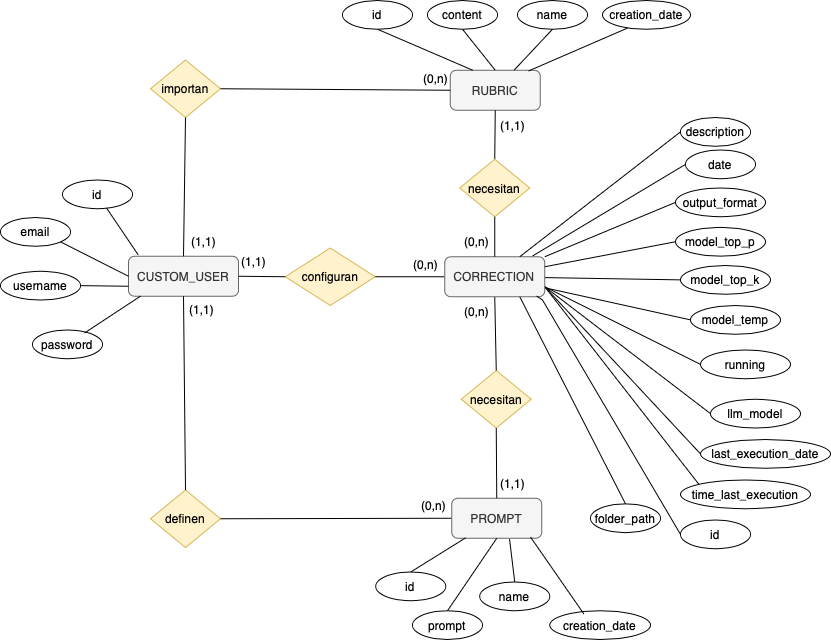 id
content
name
creation_date
importan
(0,n)
RUBRIC
(1,1)
description
date
necesitan
id
output_format
email
(1,1)
(0,n)
model_top_p
(1,1)
(0,n)
username
CUSTOM_USER
configuran
CORRECTION
model_top_k
(1,1)
(0,n)
model_temp
password
running
necesitan
llm_model
last_execution_date
(1,1)
time_last_execution
(0,n)
definen
PROMPT
folder_path
id
id
name
prompt
creation_date